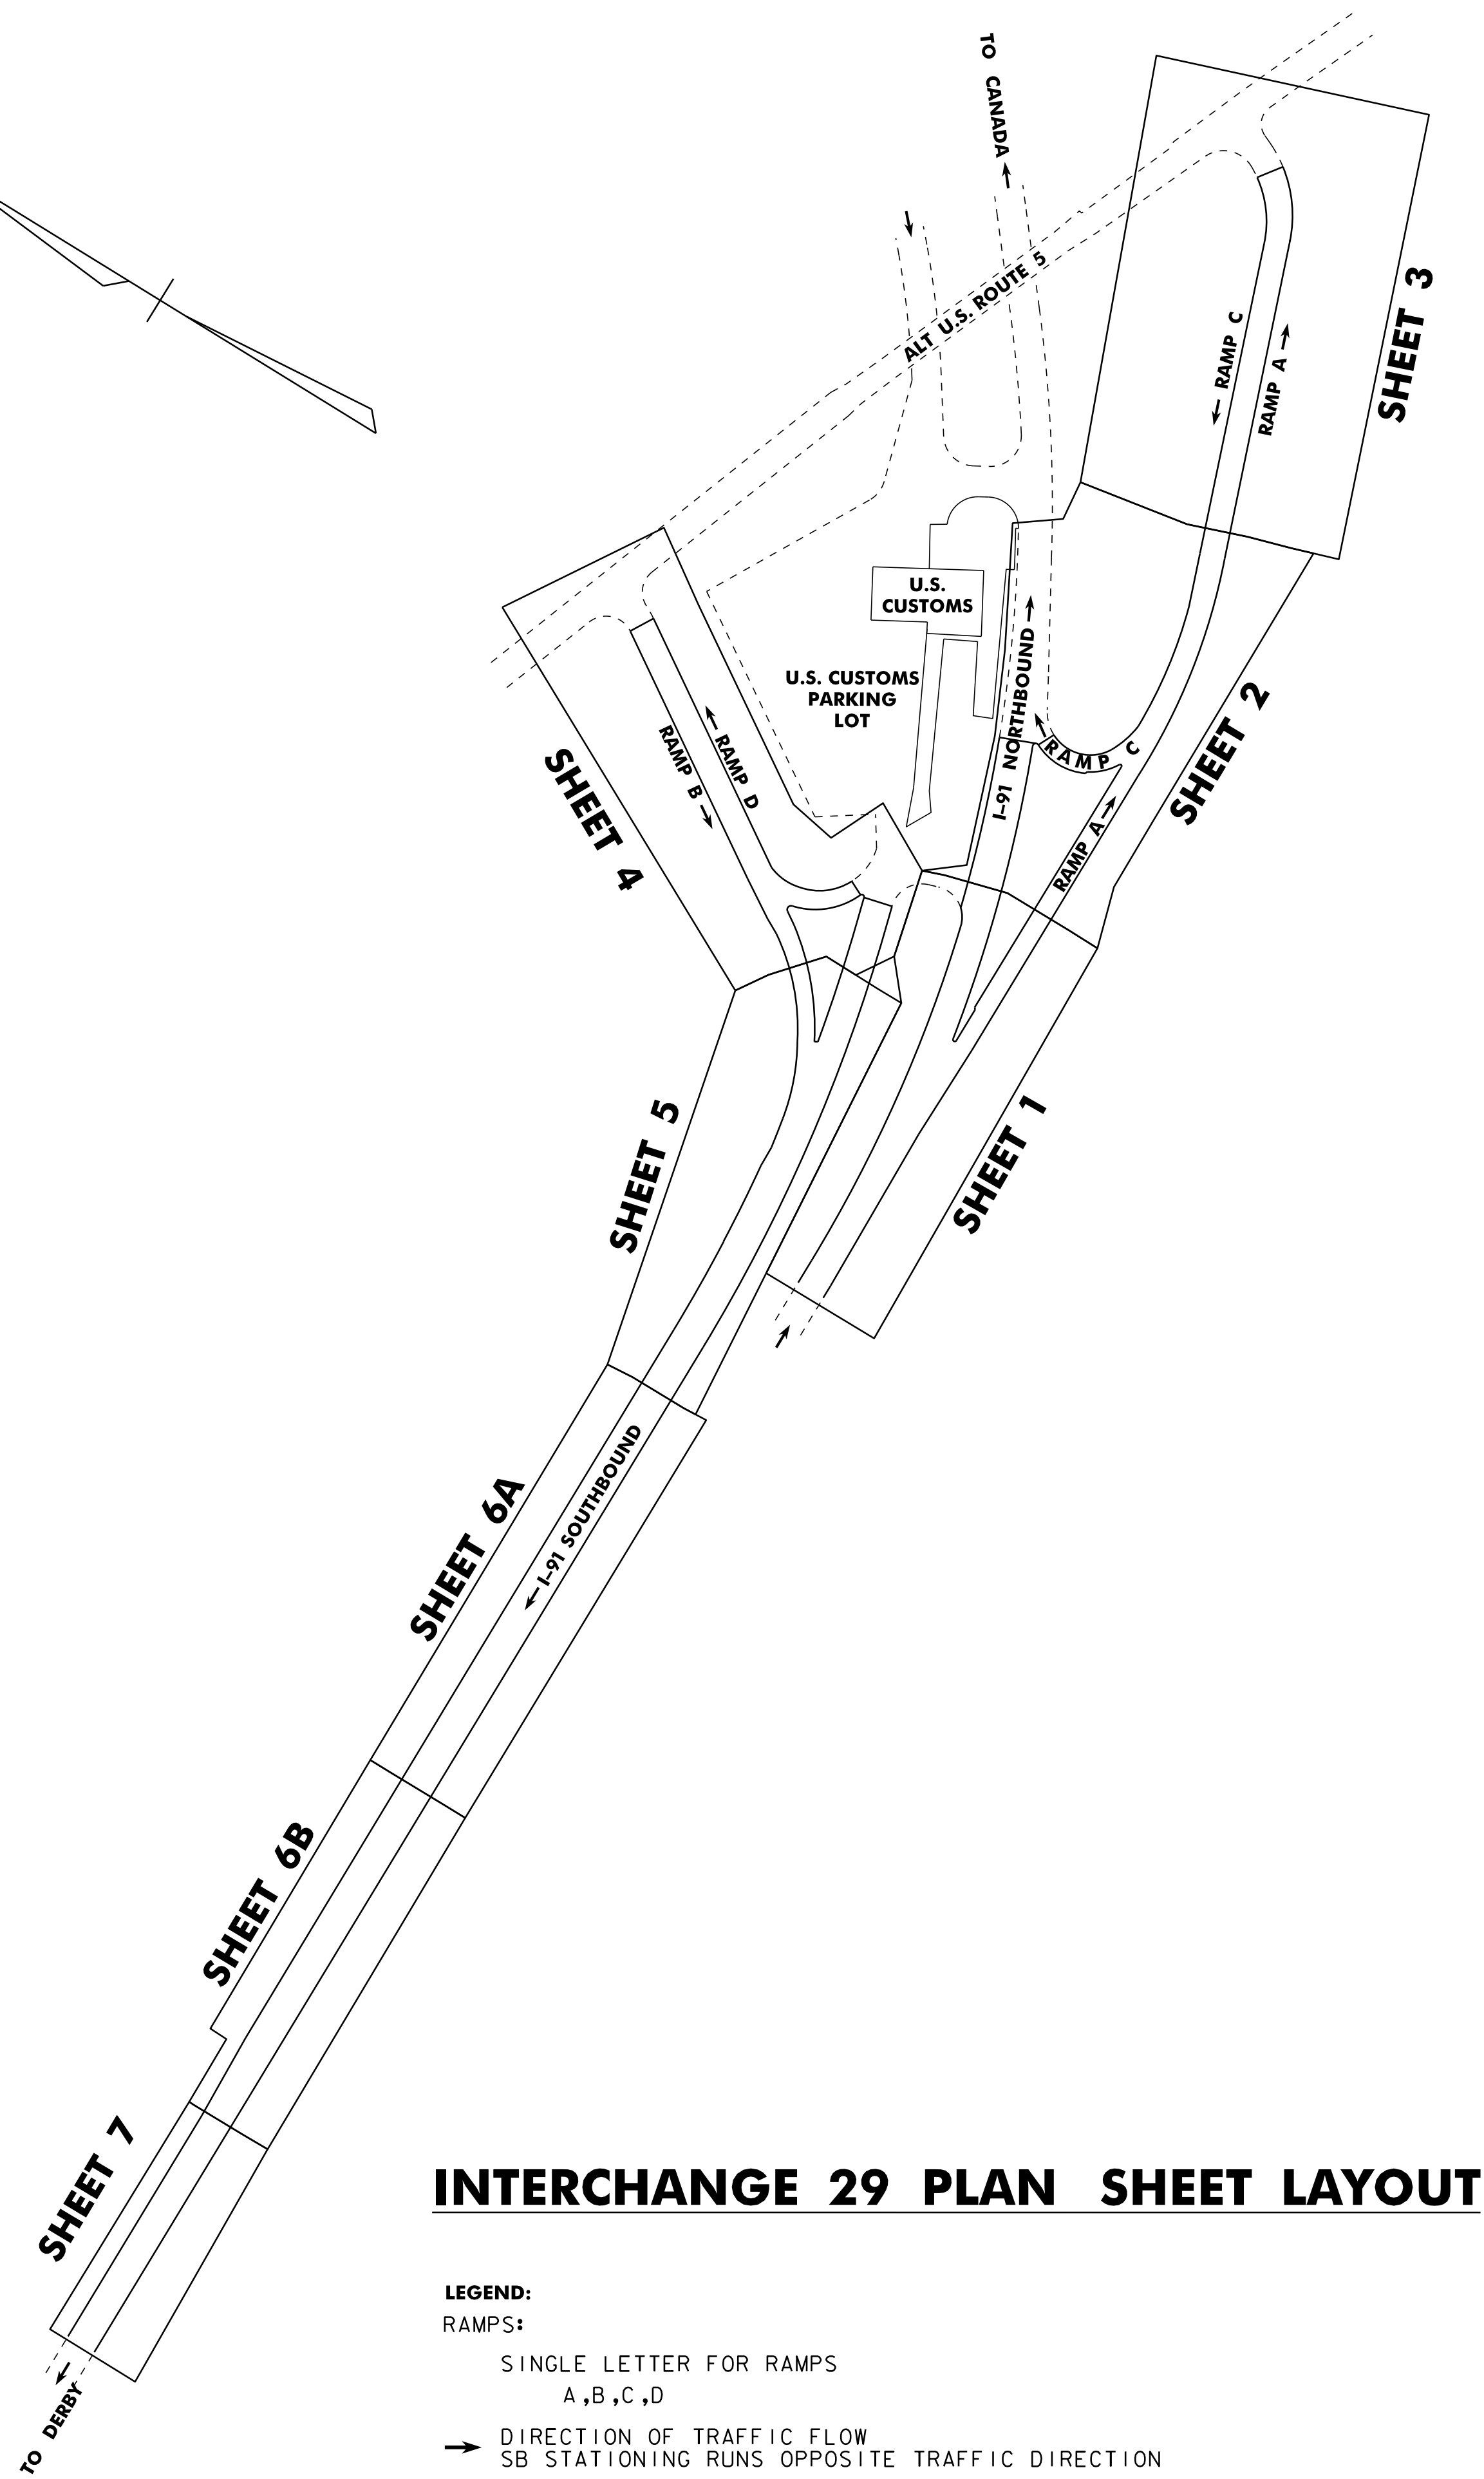 TO CANADA
ALT U.S. ROUTE 5
SHEET 3
RAMP C
RAMP A
U.S.
CUSTOMS
U.S. CUSTOMS
PARKING
LOT
I-91 NORTHBOUND
RAMP C
RAMP A
SHEET 2
RAMP B
RAMP D
SHEET 4
SHEET 1
SHEET 5
I-91 SOUTHBOUND
SHEET 6A
SHEET 6B
SHEET 7
TO DERBY
INTERCHANGE 29 PLAN SHEET LAYOUT
LEGEND:
RAMPS:
SINGLE LETTER FOR RAMPS
A,B,C,D
DIRECTION OF TRAFFIC FLOW
SB STATIONING RUNS OPPOSITE TRAFFIC DIRECTION